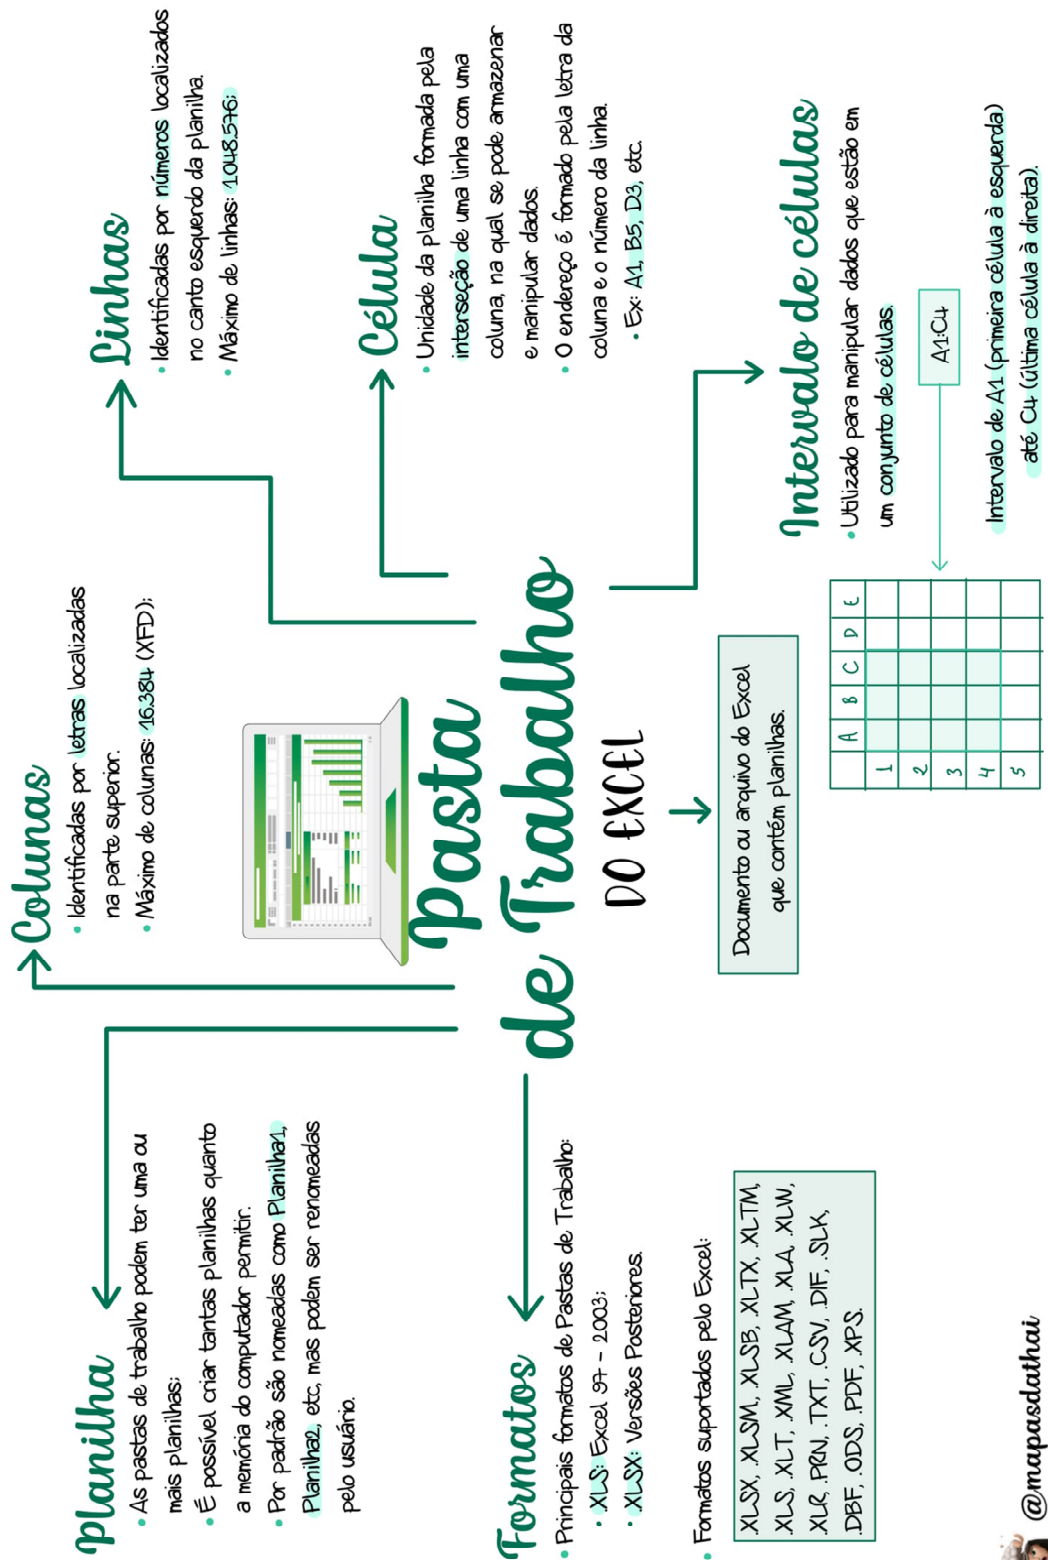 Pasta
de Trabalho
DO EXCEL
Documento ou arquivo do Excel
que contém planilhas.
Planilha
• As pastas de trabalho podem ter uma ou
mais planilhas;
• É possível criar tantas planilhas quanto
a memória do computador permitir.
• Por padrão são nomeadas como Planilha1,
Planilha2, etc, mas podem ser renomeadas
pelo usuário.
Colunas
• Identificadas por letras localizadas
na parte superior.
• Máximo de colunas: 16.384 (XFD);
Linhas
• Identificadas por números localizados
no canto esquerdo da planilha.
• Máximo de linhas: 1.048.576;
Célula
• Unidade da planilha formada pela
interseção de uma linha com uma
coluna, na qual se pode armazenar
e manipular dados.
• O endereço é formado pela letra da
coluna e o número da linha.
• Ex: A1, B5, D3, etc.
Intervalo de células
• Utilizado para manipular dados que estão em
um conjunto de células.
A1:C4
A B C D E
1
2
3
4
5
Intervalo de A1 (primeira célula à esquerda)
até C4 (última célula à direita).
Formatos
• Principais formatos de Pastas de Trabalho:
• .XLS: Excel 97 - 2003;
• .XLSX: Versões Posteriores.
• Formatos suportados pelo Excel:
.XLSX, .XLSM, .XLSB, .XLTX, .XLTM,
.XLS, .XLT, .XML, .XLAM, .XLA, .XLW,
.XLR, .PRN, .TXT, .CSV, .DIF, .SLK,
.DBF, .ODS, .PDF, .XPS.
@mapasdathai